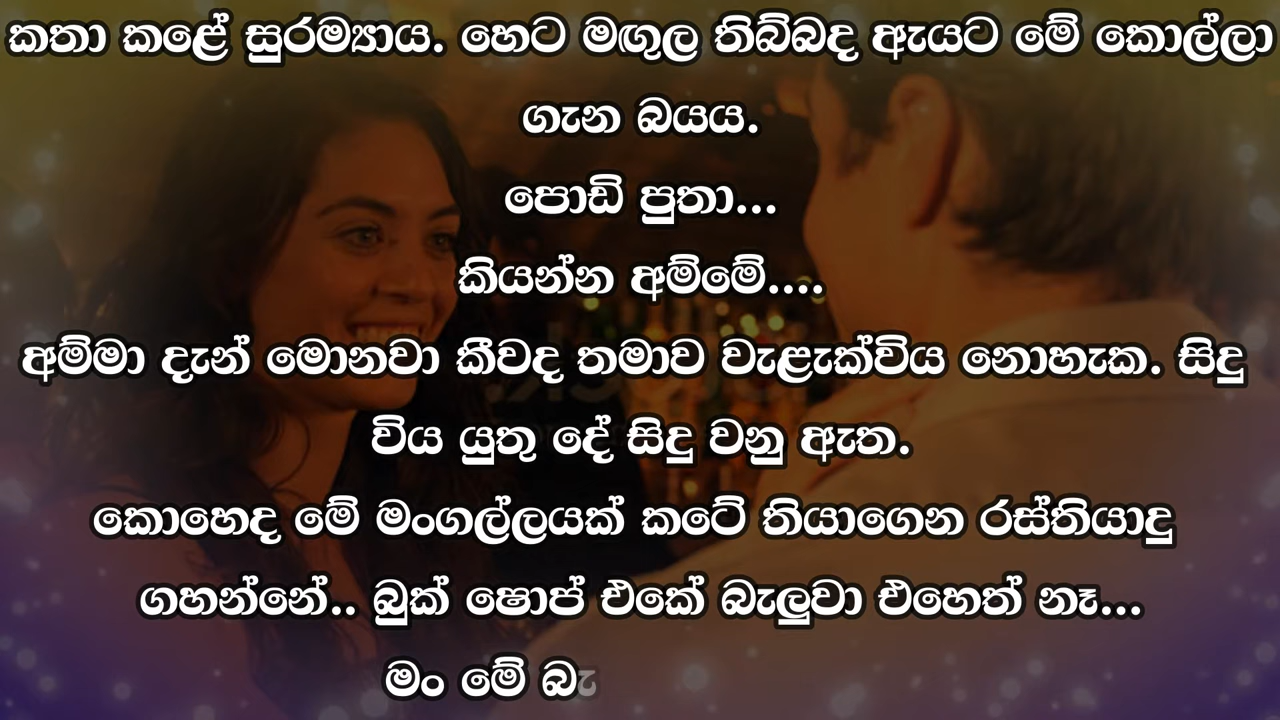 කතා කළේ සුරම්‍යාය. හෙට මඟුල තිබ්බද ඇයට මේ කොල්ලා
ගැන බයය.
පොඩි පුතා...
කියන්න අම්මේ....
අම්මා දැන් මොනවා කීවද තමාව වැළැක්විය නොහැක. සිදු
විය යුතු දේ සිදු වනු ඇත.
කොහෙද මේ මංගල්ලයක් කටේ තියාගෙන රස්තියාදු
ගහන්නේ.. බුක් ෂොප් එකේ බැලුවා එහෙත් නෑ...
මං මේ බැ